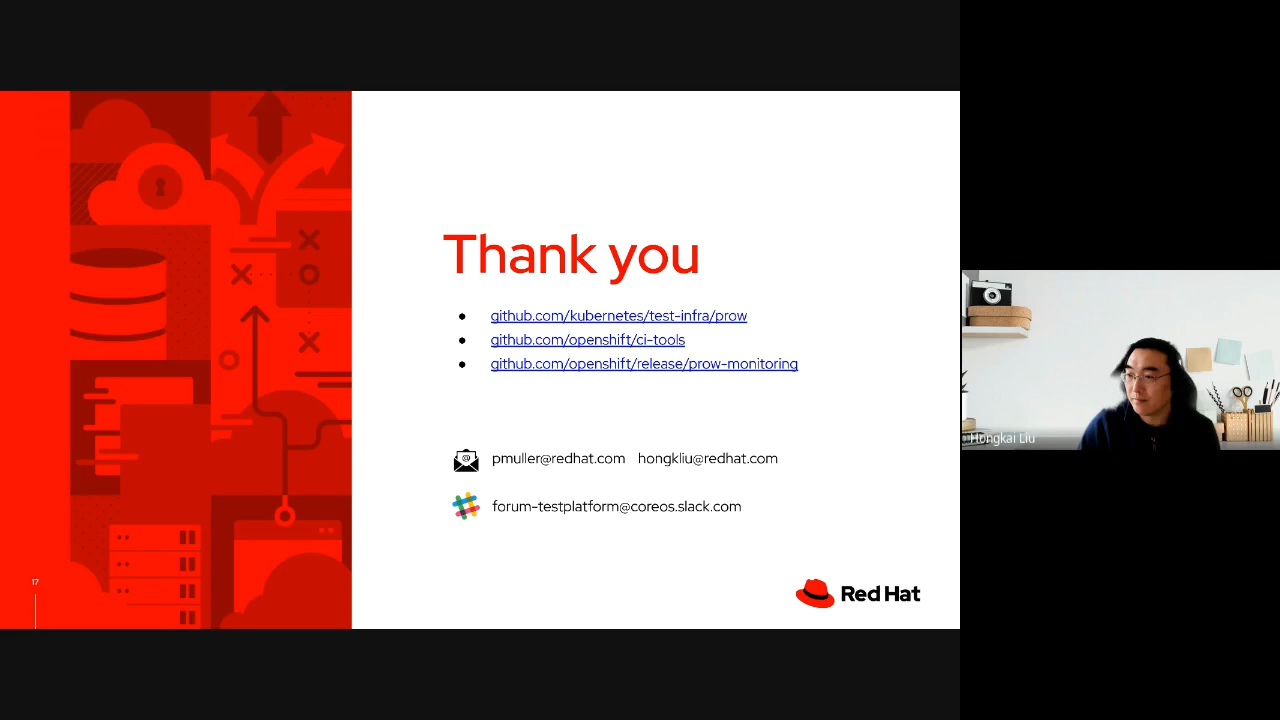 Thank you
github.com/kubernetes/test-infra/prow
github.com/openshift/ci-tools
github.com/openshift/release/prow-monitoring
pmuller@redhat.com hongkliu@redhat.com
forum-testplatform@coreos.slack.com
17
Red Hat
Hongkai Liu